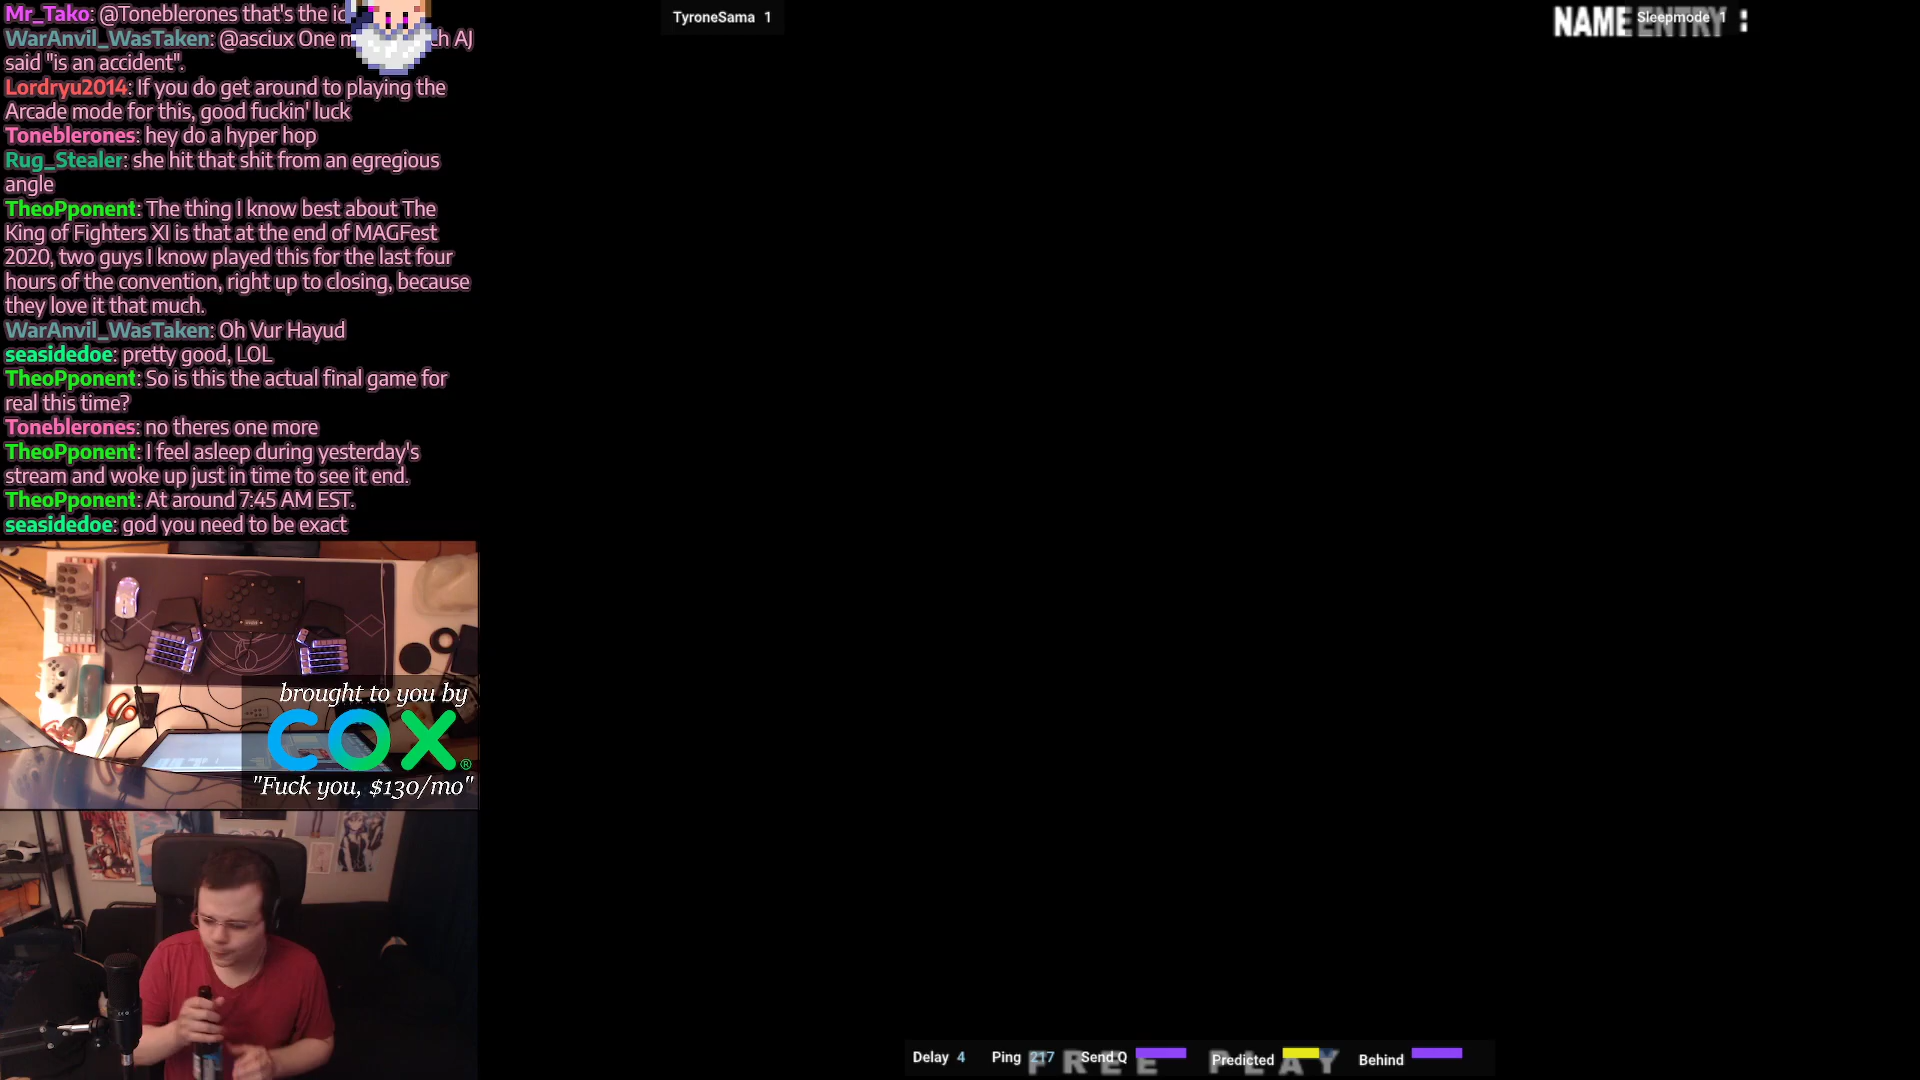 Mr_Tako: @Toneblerones that's the
WarAnvil_WasTaken: @asciux One AJ
said "is an accident".
Lordryu2014: If you do get around to playing the
Arcade mode for this, good fuckin' luck
Toneblerones: hey do a hyper hop
Rug_Stealer: she hit that shit from an egregious
angle
TheoPponent: The thing I know best about The
King of Fighters XI is that at the end of MAGFest
2020, two guys I know played this for the last four
hours of the convention, right up to closing, because
they love it that much.
WarAnvil_WasTaken: Oh Vur Hayud
seasidedoe: pretty good, LOL
TheoPponent: So is this the actual final game for
real this time?
Toneblerones: no theres one more
TheoPponent: I feel asleep during yesterday's
stream and woke up just in time to see it end.
TheoPponent: At around 7:45 AM EST.
seasidedoe: god you need to be exact
brought to you by
COX®
"Fuck you, $130/mo"
TyroneSama 1
NAME ENTRY :
Sleepmode 1
Delay 4 Ping 217 Send Q Predicted Behind
FREE PLAY